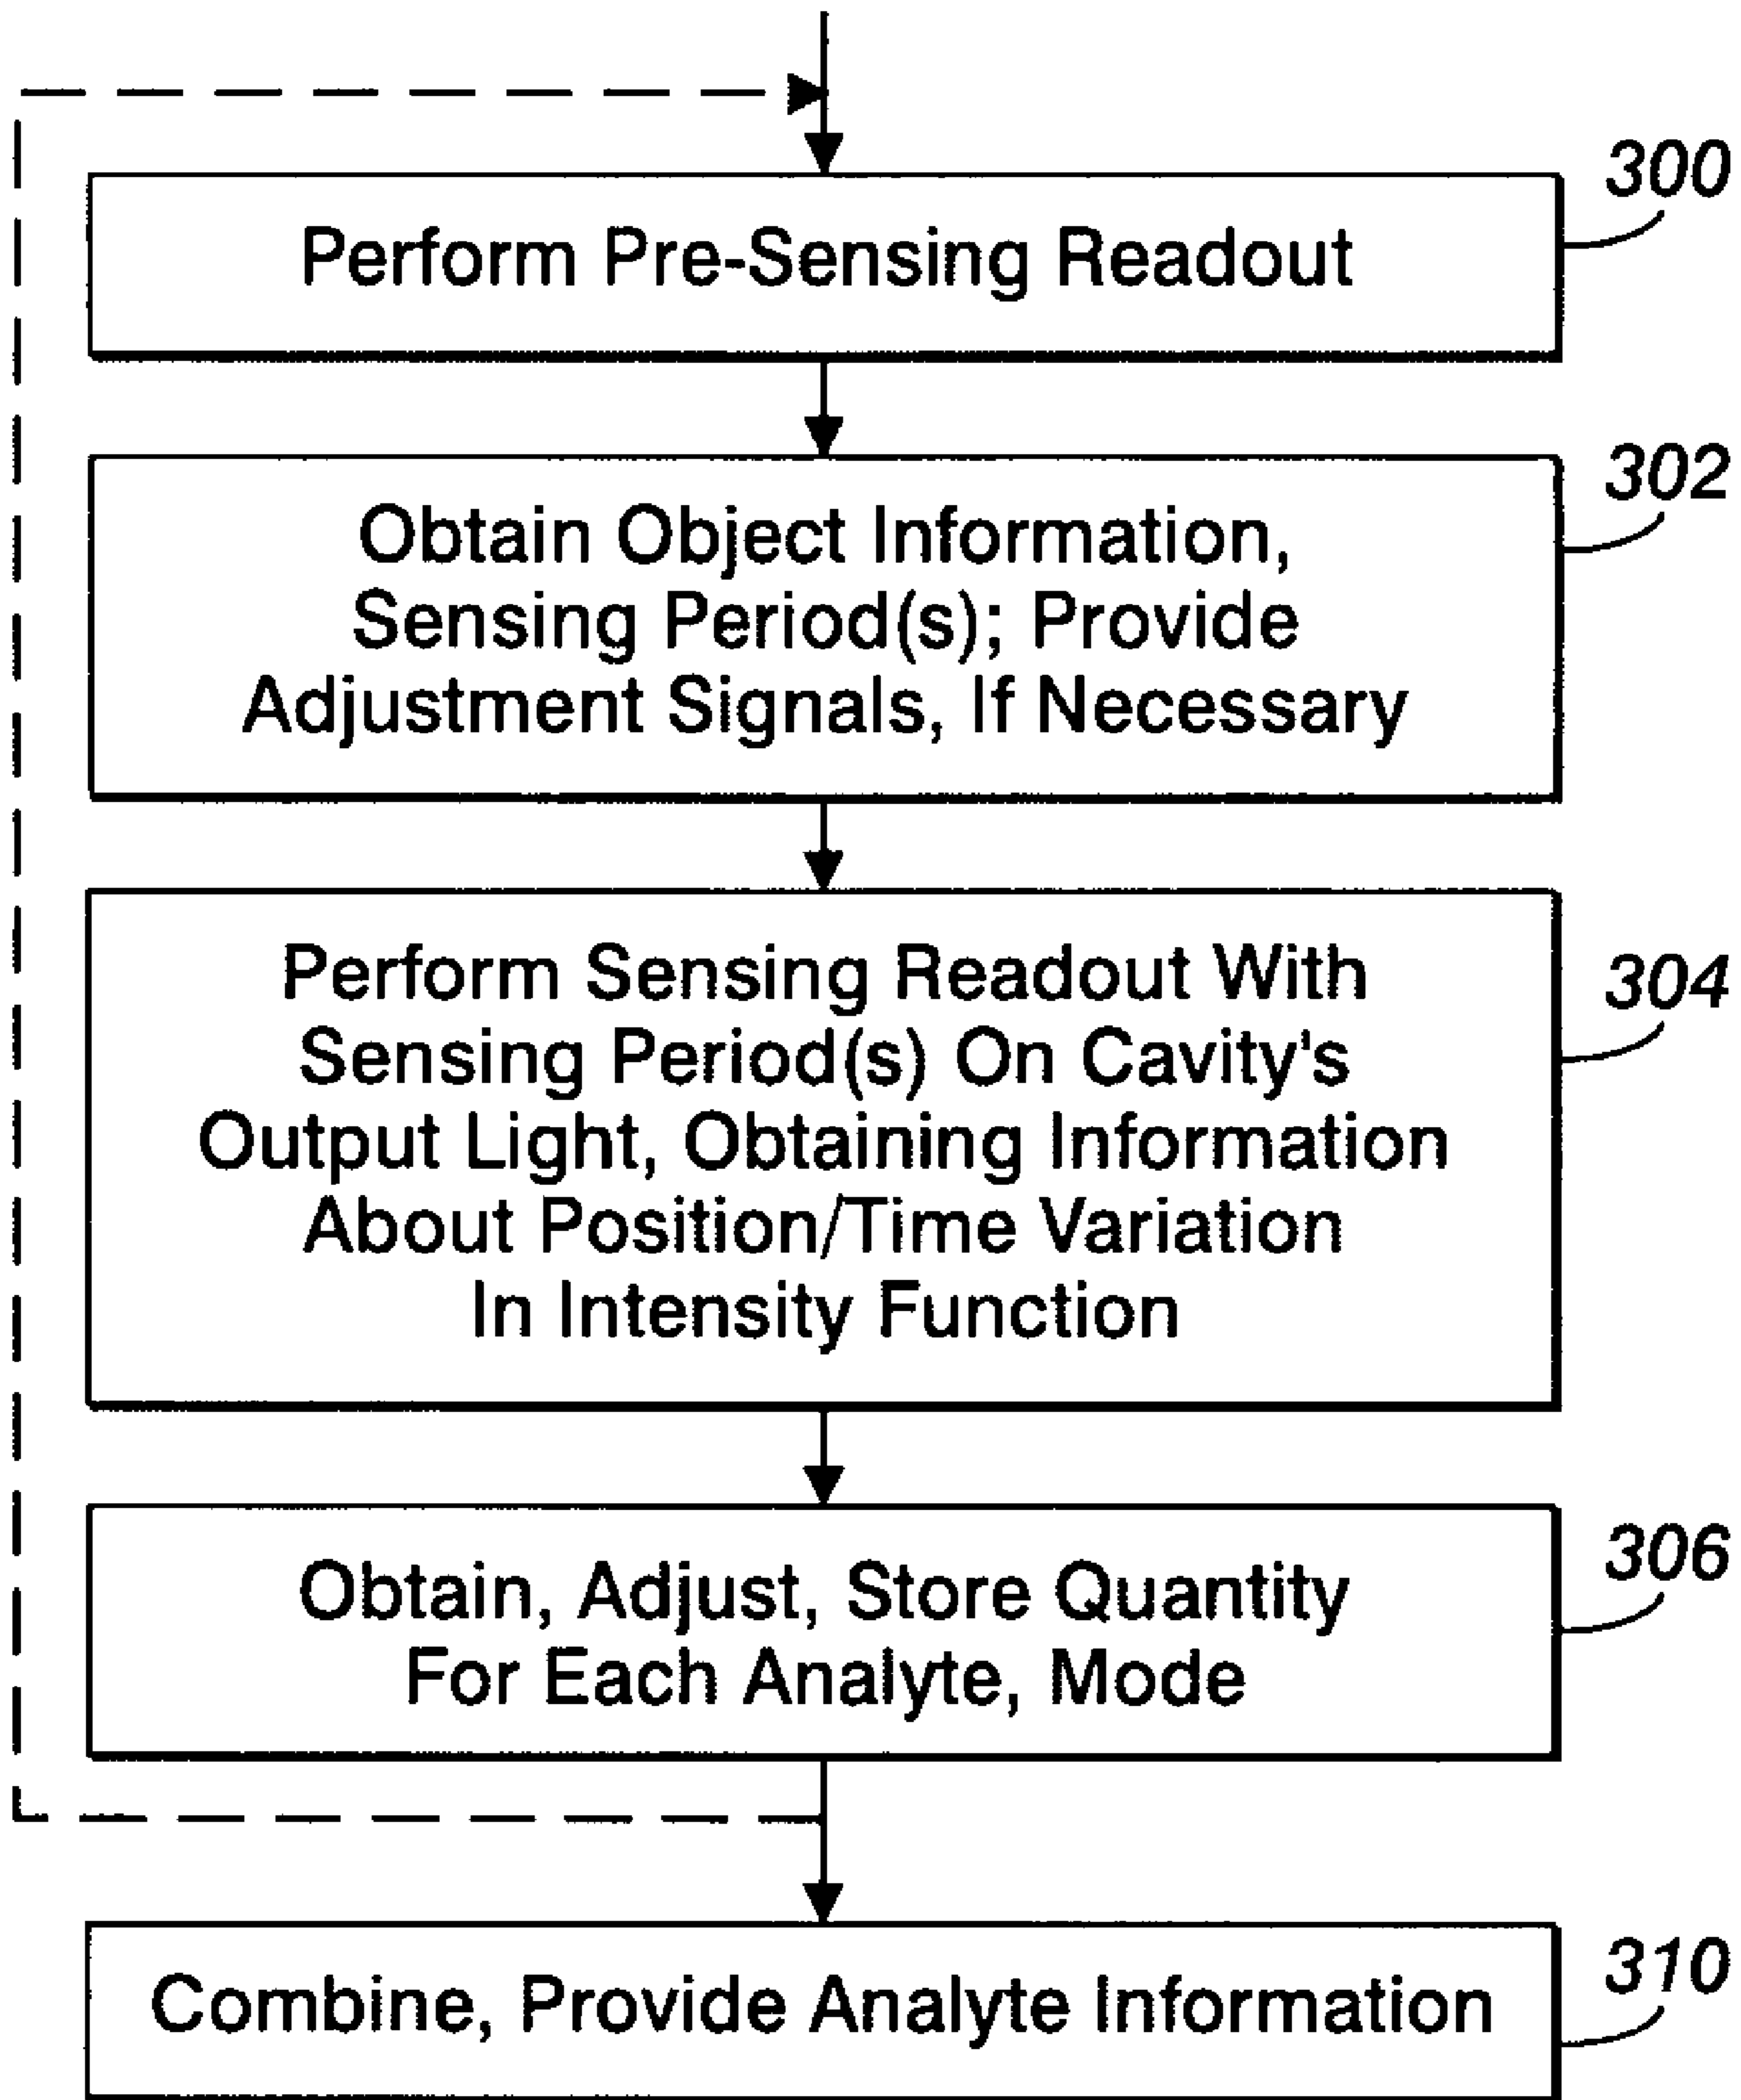 300
Perform Pre-Sensing Readout
302
Obtain Object Information,
Sensing Period(s); Provide
Adjustment Signals, If Necessary
304
Perform Sensing Readout With
Sensing Period(s) On Cavity's
Output Light, Obtaining Information
About Position/Time Variation
In Intensity Function
306
Obtain, Adjust, Store Quantity
For Each Analyte, Mode
310
Combine, Provide Analyte Information